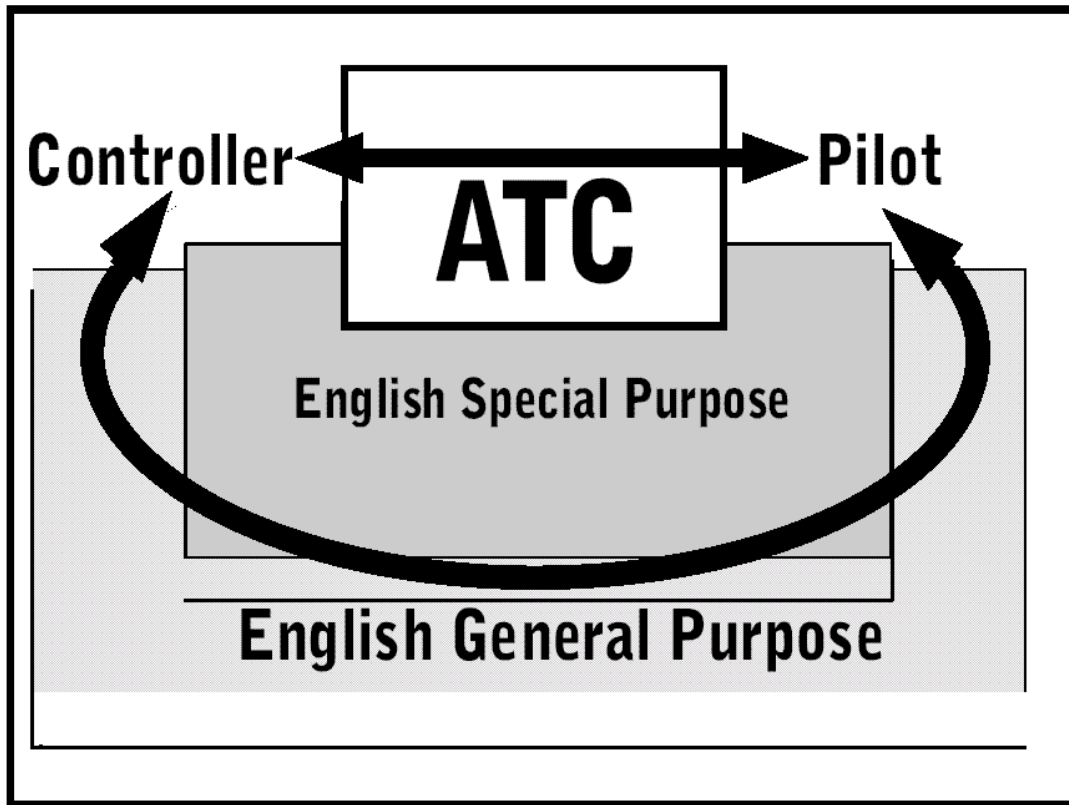 Controller
Pilot
ATC
English Special Purpose
English General Purpose